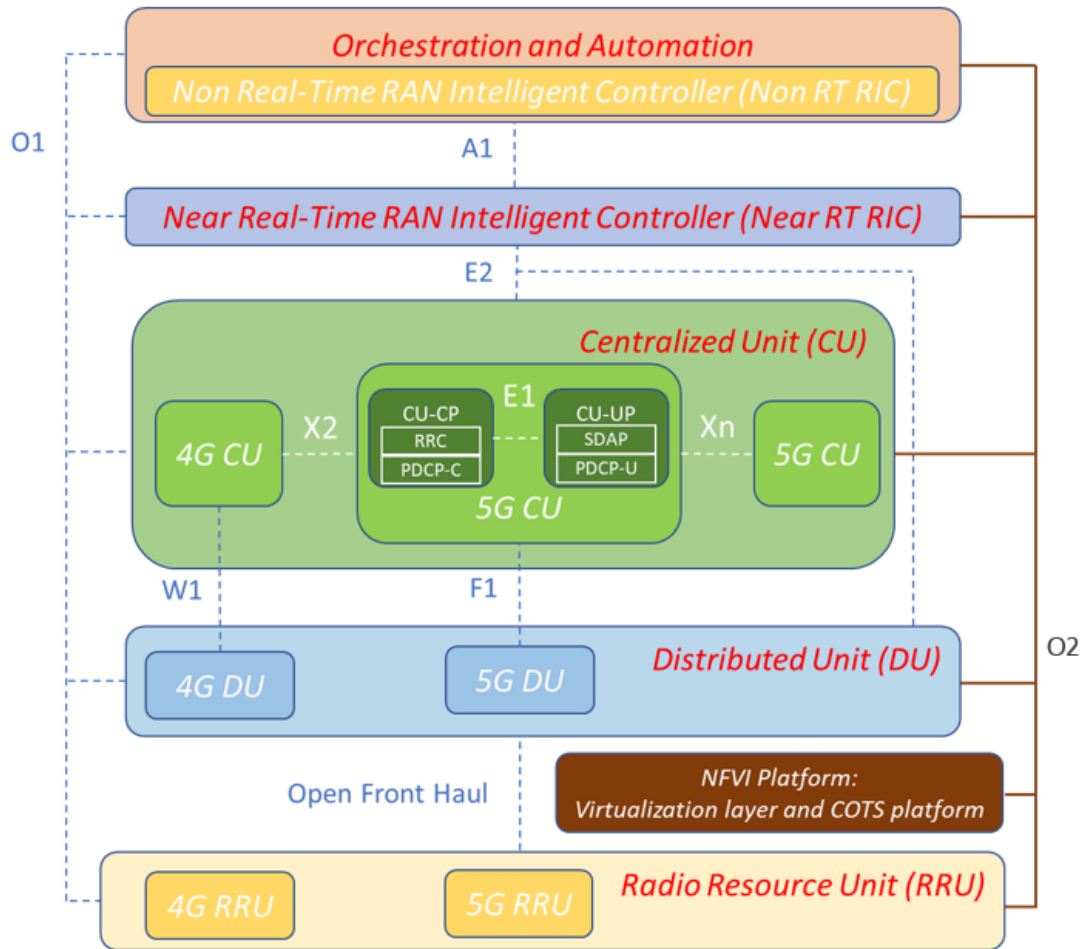 Orchestration and Automation
Non Real-Time RAN Intelligent Controller (Non RT RIC)
O1
A1
Near Real-Time RAN Intelligent Controller (Near RT RIC)
E2
Centralized Unit (CU)
4G CU
X2
CU-CP
RRC
PDCP-C
E1
CU-UP
SDAP
PDCP-U
5G CU
Xn
5G CU
W1
F1
Distributed Unit (DU)
4G DU
5G DU
O2
Open Front Haul
NFVI Platform:
Virtualization layer and COTS platform
Radio Resource Unit (RRU)
4G RRU
5G RRU